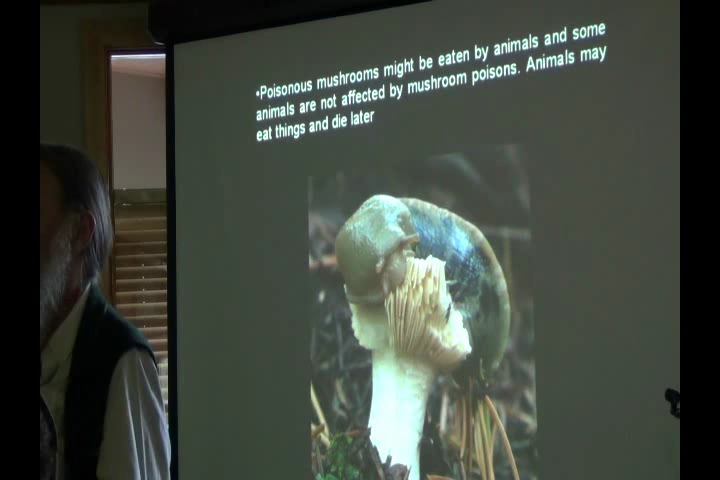 •Poisonous mushrooms might be eaten by animals and some
animals are not affected by mushroom poisons. Animals may
eat things and die later